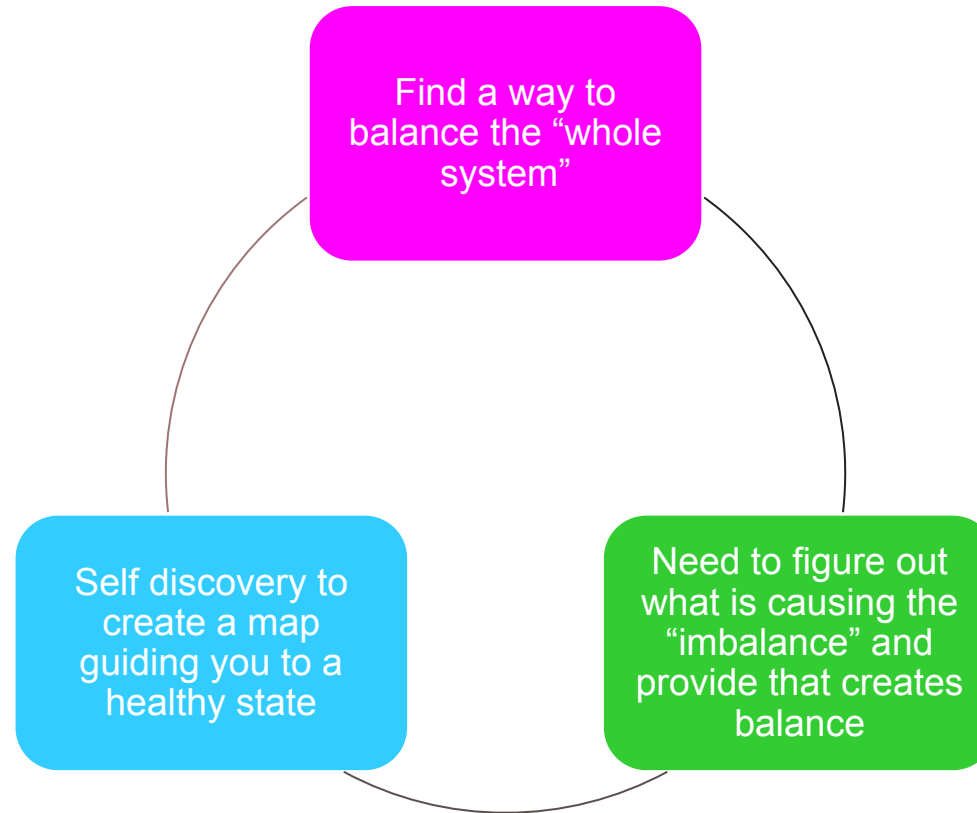 Find a way to
balance the “whole
system”
Need to figure out
what is causing the
“imbalance” and
provide that creates
balance
Self discovery to
create a map
guiding you to a
healthy state